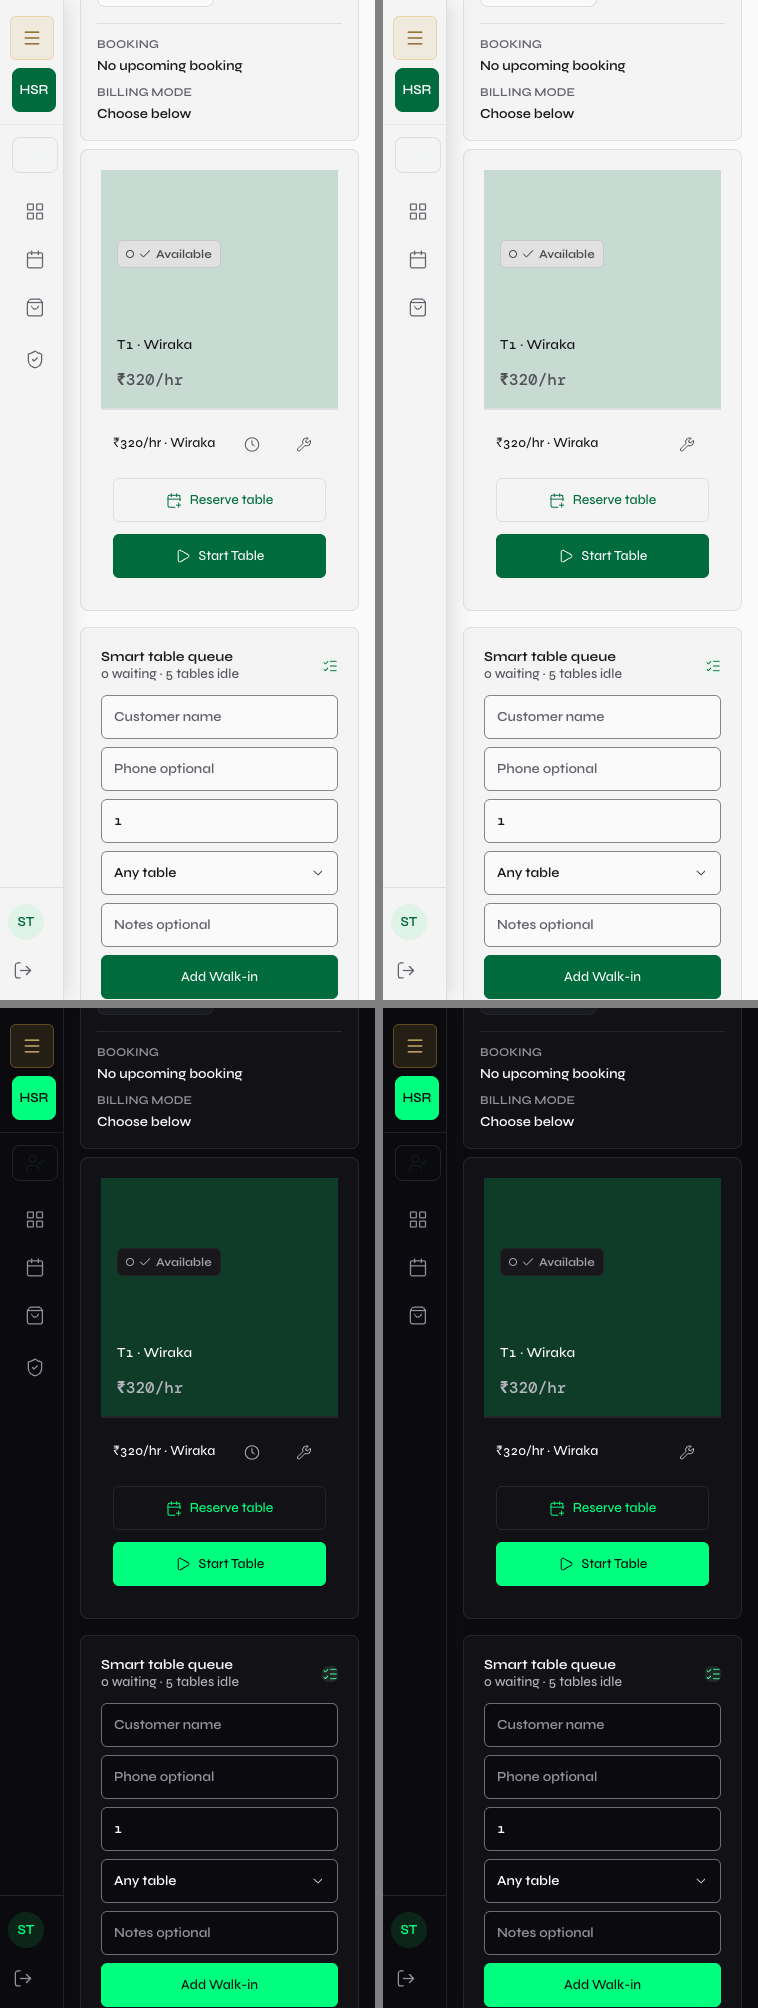 HSR
BOOKING
No upcoming booking
BILLING MODE
Choose below
Available
T1 · Wiraka
₹320/hr
₹320/hr · Wiraka
Reserve table
Start Table
Smart table queue
0 waiting · 5 tables idle
Customer name
Phone optional
1
Any table
Notes optional
ST
Add Walk-in
HSR
BOOKING
No upcoming booking
BILLING MODE
Choose below
Available
T1 · Wiraka
₹320/hr
₹320/hr · Wiraka
Reserve table
Start Table
Smart table queue
0 waiting · 5 tables idle
Customer name
Phone optional
1
Any table
Notes optional
ST
Add Walk-in
HSR
BOOKING
No upcoming booking
BILLING MODE
Choose below
Available
T1 · Wiraka
₹320/hr
₹320/hr · Wiraka
Reserve table
Start Table
Smart table queue
0 waiting · 5 tables idle
Customer name
Phone optional
1
Any table
Notes optional
ST
Add Walk-in
HSR
BOOKING
No upcoming booking
BILLING MODE
Choose below
Available
T1 · Wiraka
₹320/hr
₹320/hr · Wiraka
Reserve table
Start Table
Smart table queue
0 waiting · 5 tables idle
Customer name
Phone optional
1
Any table
Notes optional
ST
Add Walk-in